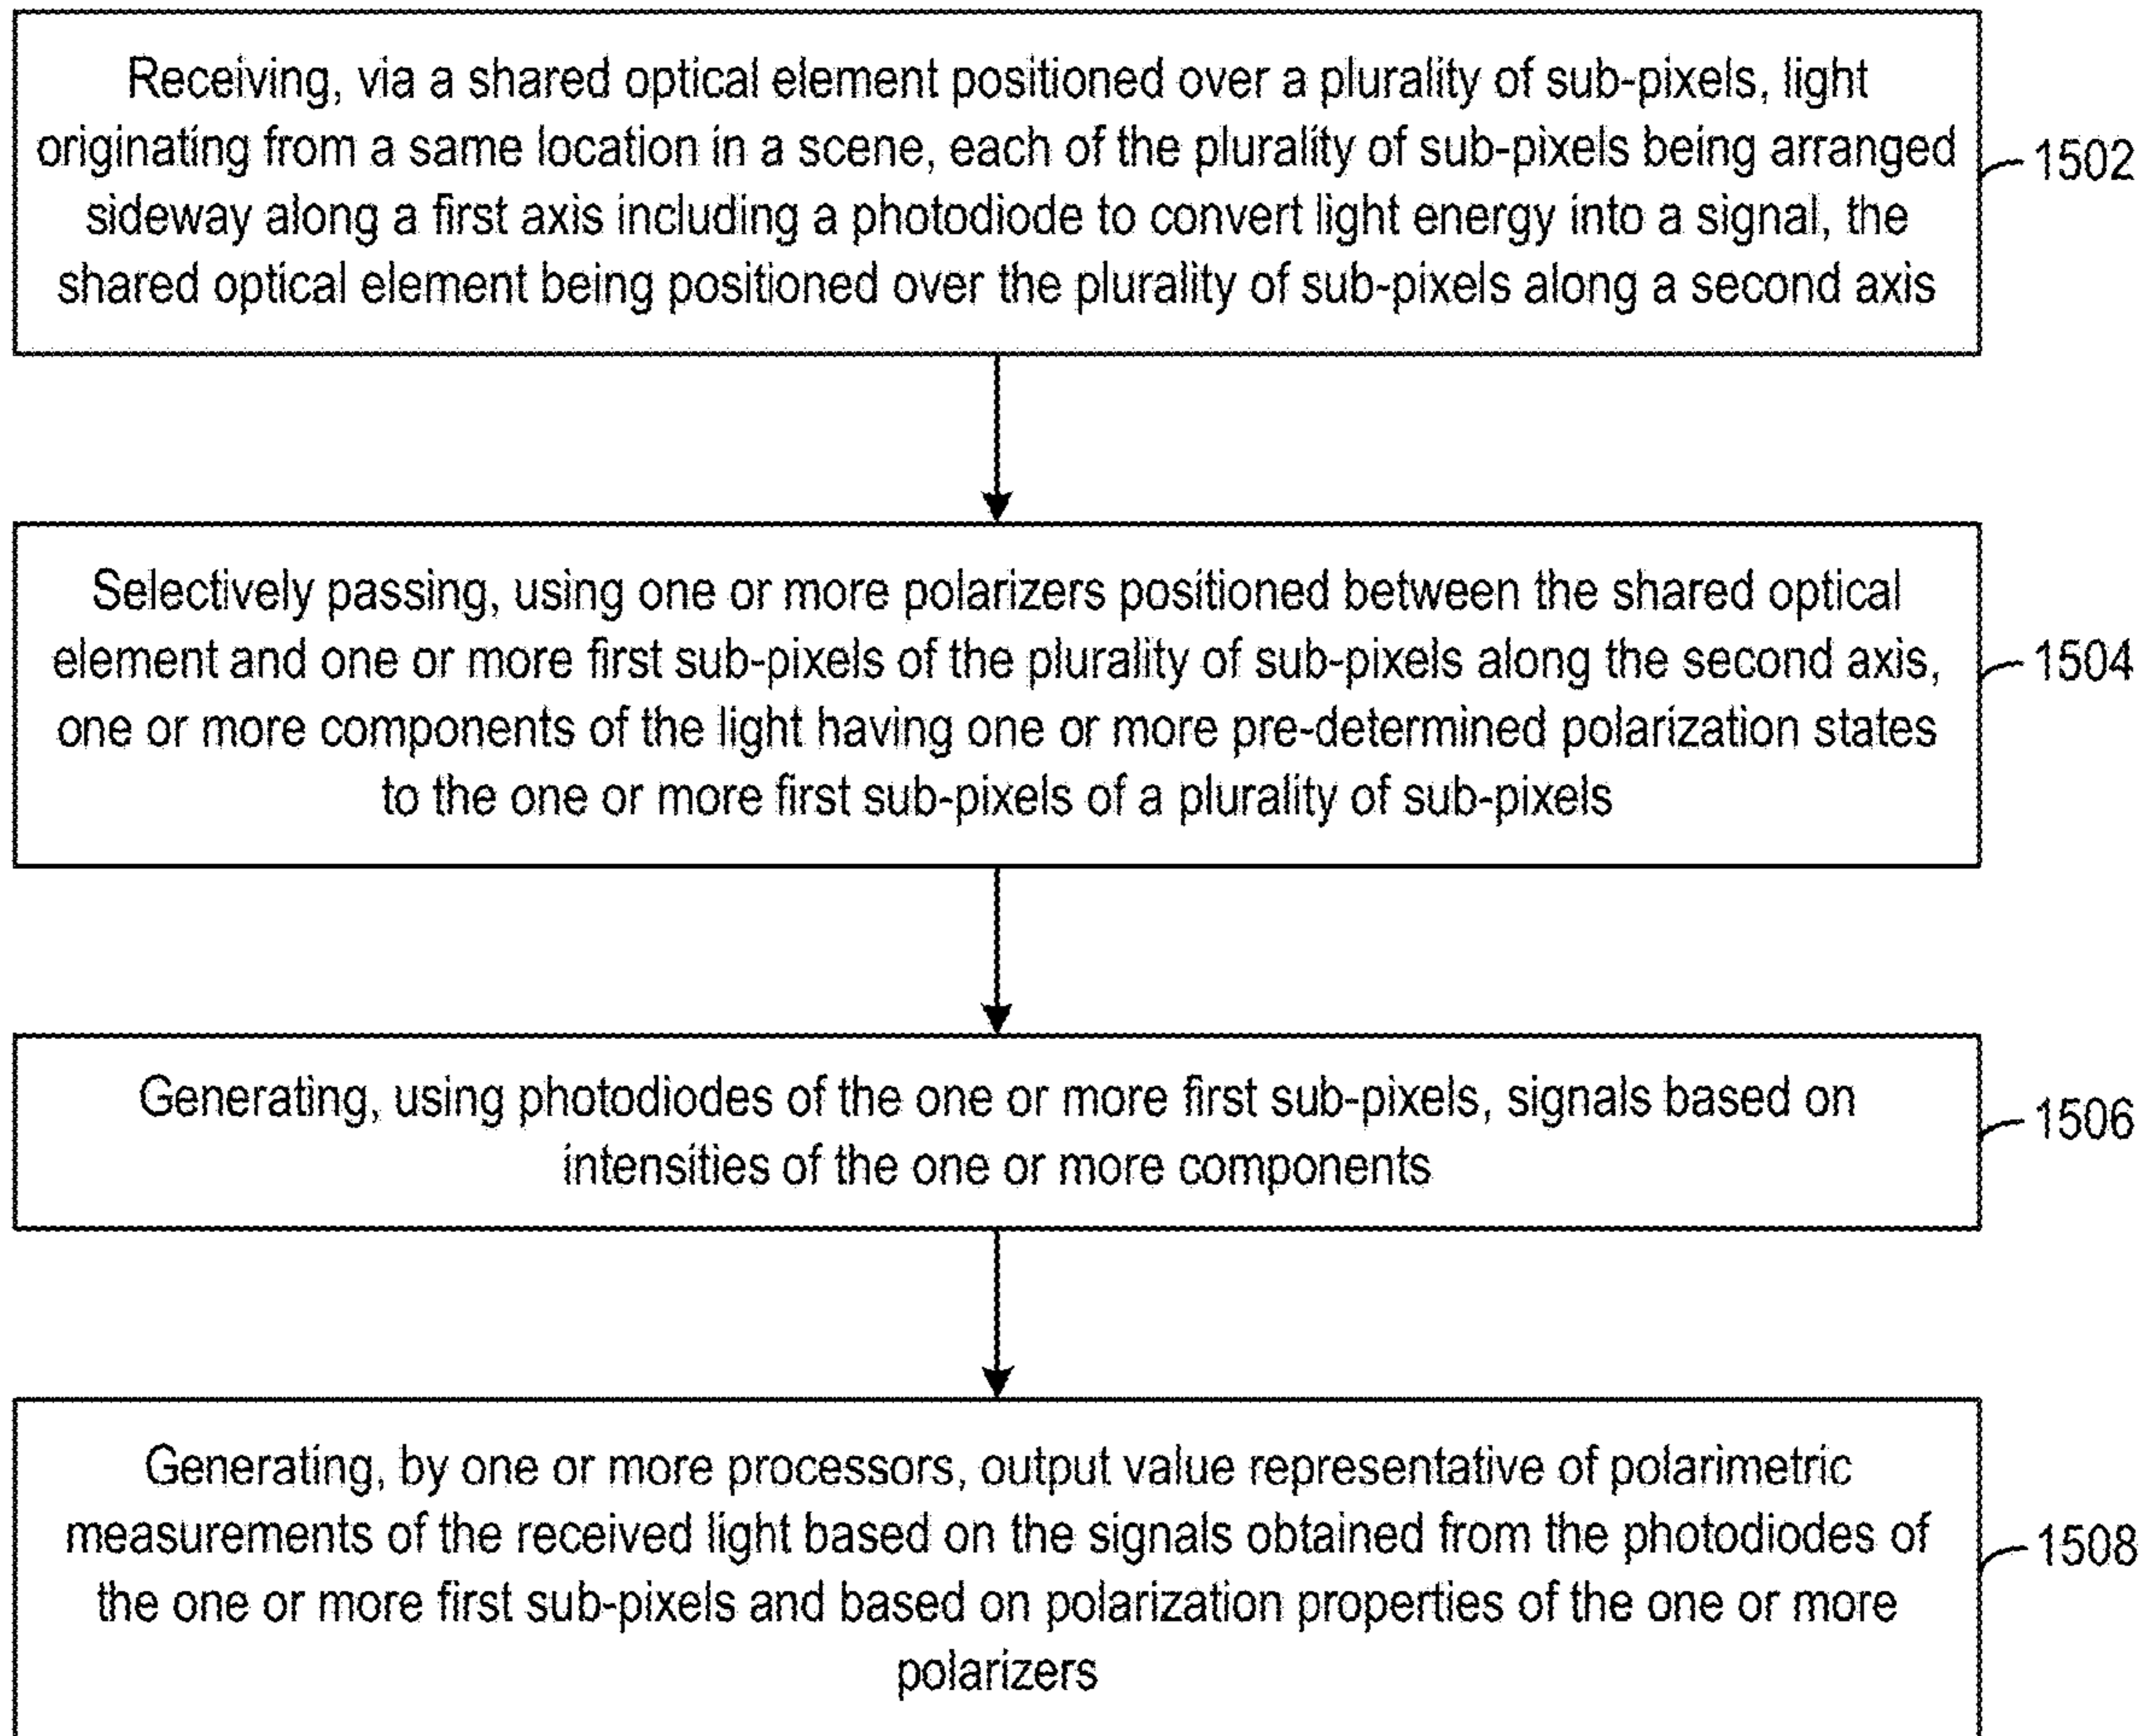 Receiving, via a shared optical element positioned over a plurality of sub-pixels, light
originating from a same location in a scene, each of the plurality of sub-pixels being arranged
sideway along a first axis including a photodiode to convert light energy into a signal, the
shared optical element being positioned over the plurality of sub-pixels along a second axis
1502
Selectively passing, using one or more polarizers positioned between the shared optical
element and one or more first sub-pixels of the plurality of sub-pixels along the second axis,
one or more components of the light having one or more pre-determined polarization states
to the one or more first sub-pixels of a plurality of sub-pixels
1504
Generating, using photodiodes of the one or more first sub-pixels, signals based on
intensities of the one or more components
1506
Generating, by one or more processors, output value representative of polarimetric
measurements of the received light based on the signals obtained from the photodiodes of
the one or more first sub-pixels and based on polarization properties of the one or more
polarizers
1508